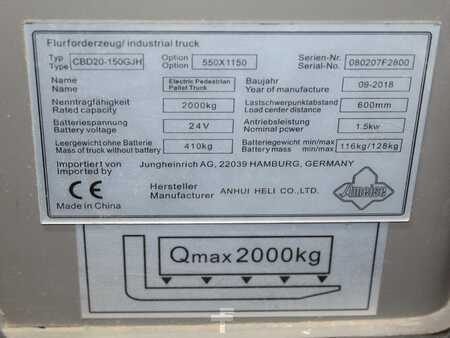 Flurförderzeug/ industrial truck
Typ
Type CBD20-150GJH Option
Option 550X1150 Serien-Nr.
Serial-No. 080207F2800
Name
Name Electric Pedestrian
Pallet Truck Baujahr
Year of manufacture 09-2018
Nenntragfähigkeit
Rated capacity 2000kg Lastschwerpunktabstand
Load center distance 600mm
Batteriespannung
Battery voltage 24V Antriebsleistung
Nominal power 1.5kw
Leergewicht ohne Batterie
Mass of truck without battery 410kg Batteriegewicht min/max
Battery mass min/max 116kg/128kg
Importiert von
Imported by Jungheinrich AG, 22039 HAMBURG, GERMANY
CE
Made in China
Hersteller
Manufacturer ANHUI HELI CO.,LTD.
Ameise
Qmax 2000kg